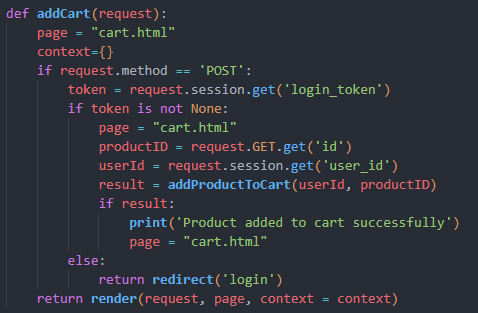 def addCart(request):
    page = "cart.html"
    context={}
    if request.method == 'POST':
        token = request.session.get('login_token')
        if token is not None:
            page = "cart.html"
            productID = request.GET.get('id')
            userId = request.session.get('user_id')
            result = addProductToCart(userId, productID)
            if result:
                print('Product added to cart successfully')
                page = "cart.html"
        else:
            return redirect('login')
    return render(request, page, context = context)